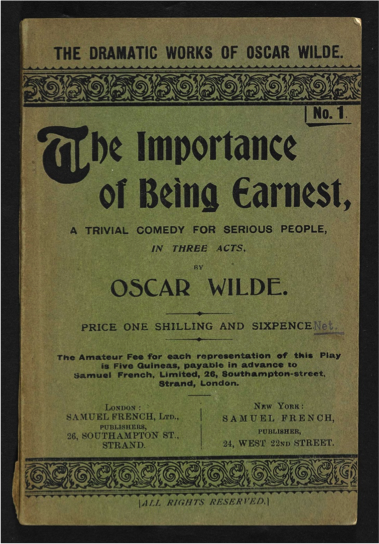 THE DRAMATIC WORKS OF OSCAR WILDE.
No. 1
The Importance
of Being Earnest,
A TRIVIAL COMEDY FOR SERIOUS PEOPLE,
IN THREE ACTS.
BY
OSCAR WILDE.
PRICE ONE SHILLING AND SIXPENCE Net.
The Amateur Fee for each representation of this Play
is Five Guineas, payable in advance to
Samuel French, Limited, 26, Southampton-street,
Strand, London.
LONDON:
SAMUEL FRENCH, LTD.,
PUBLISHERS,
26, SOUTHAMPTON ST.,
STRAND.
NEW YORK:
SAMUEL FRENCH,
PUBLISHER,
24, WEST 22ND STREET.
[ALL RIGHTS RESERVED.]